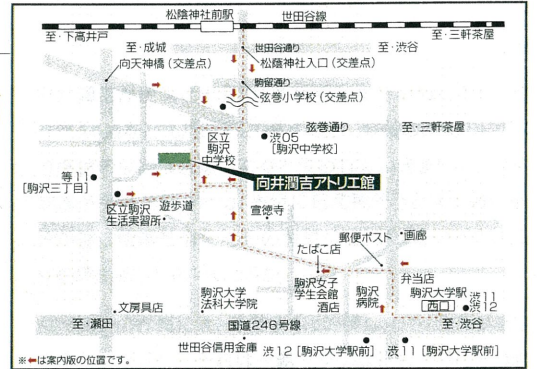 松陰神社前駅
世田谷線
至・下高井戸
至・三軒茶屋
至・成城
世田谷通り
至・渋谷
向天神橋（交差点）
松陰神社入口（交差点）
駒留通り
弦巻小学校（交差点）
弦巻通り
至・三軒茶屋
区立
駒沢
中学校
渋05
［駒沢中学校］
向井潤吉アトリエ館
等11
［駒沢三丁目］
区立駒沢
生活実習所
遊歩道
宣徳寺
たばこ店
郵便ポスト
画廊
駒沢女子
学生会館
酒店
弁当店
駒沢
病院
駒沢大学駅
西口
渋11
渋12
文房具店
駒沢大学
法科大学院
至・瀬田
国道246号線
至・渋谷
世田谷信用金庫
渋12［駒沢大学駅前］
渋11［駒沢大学駅前］
※←は案内版の位置です。